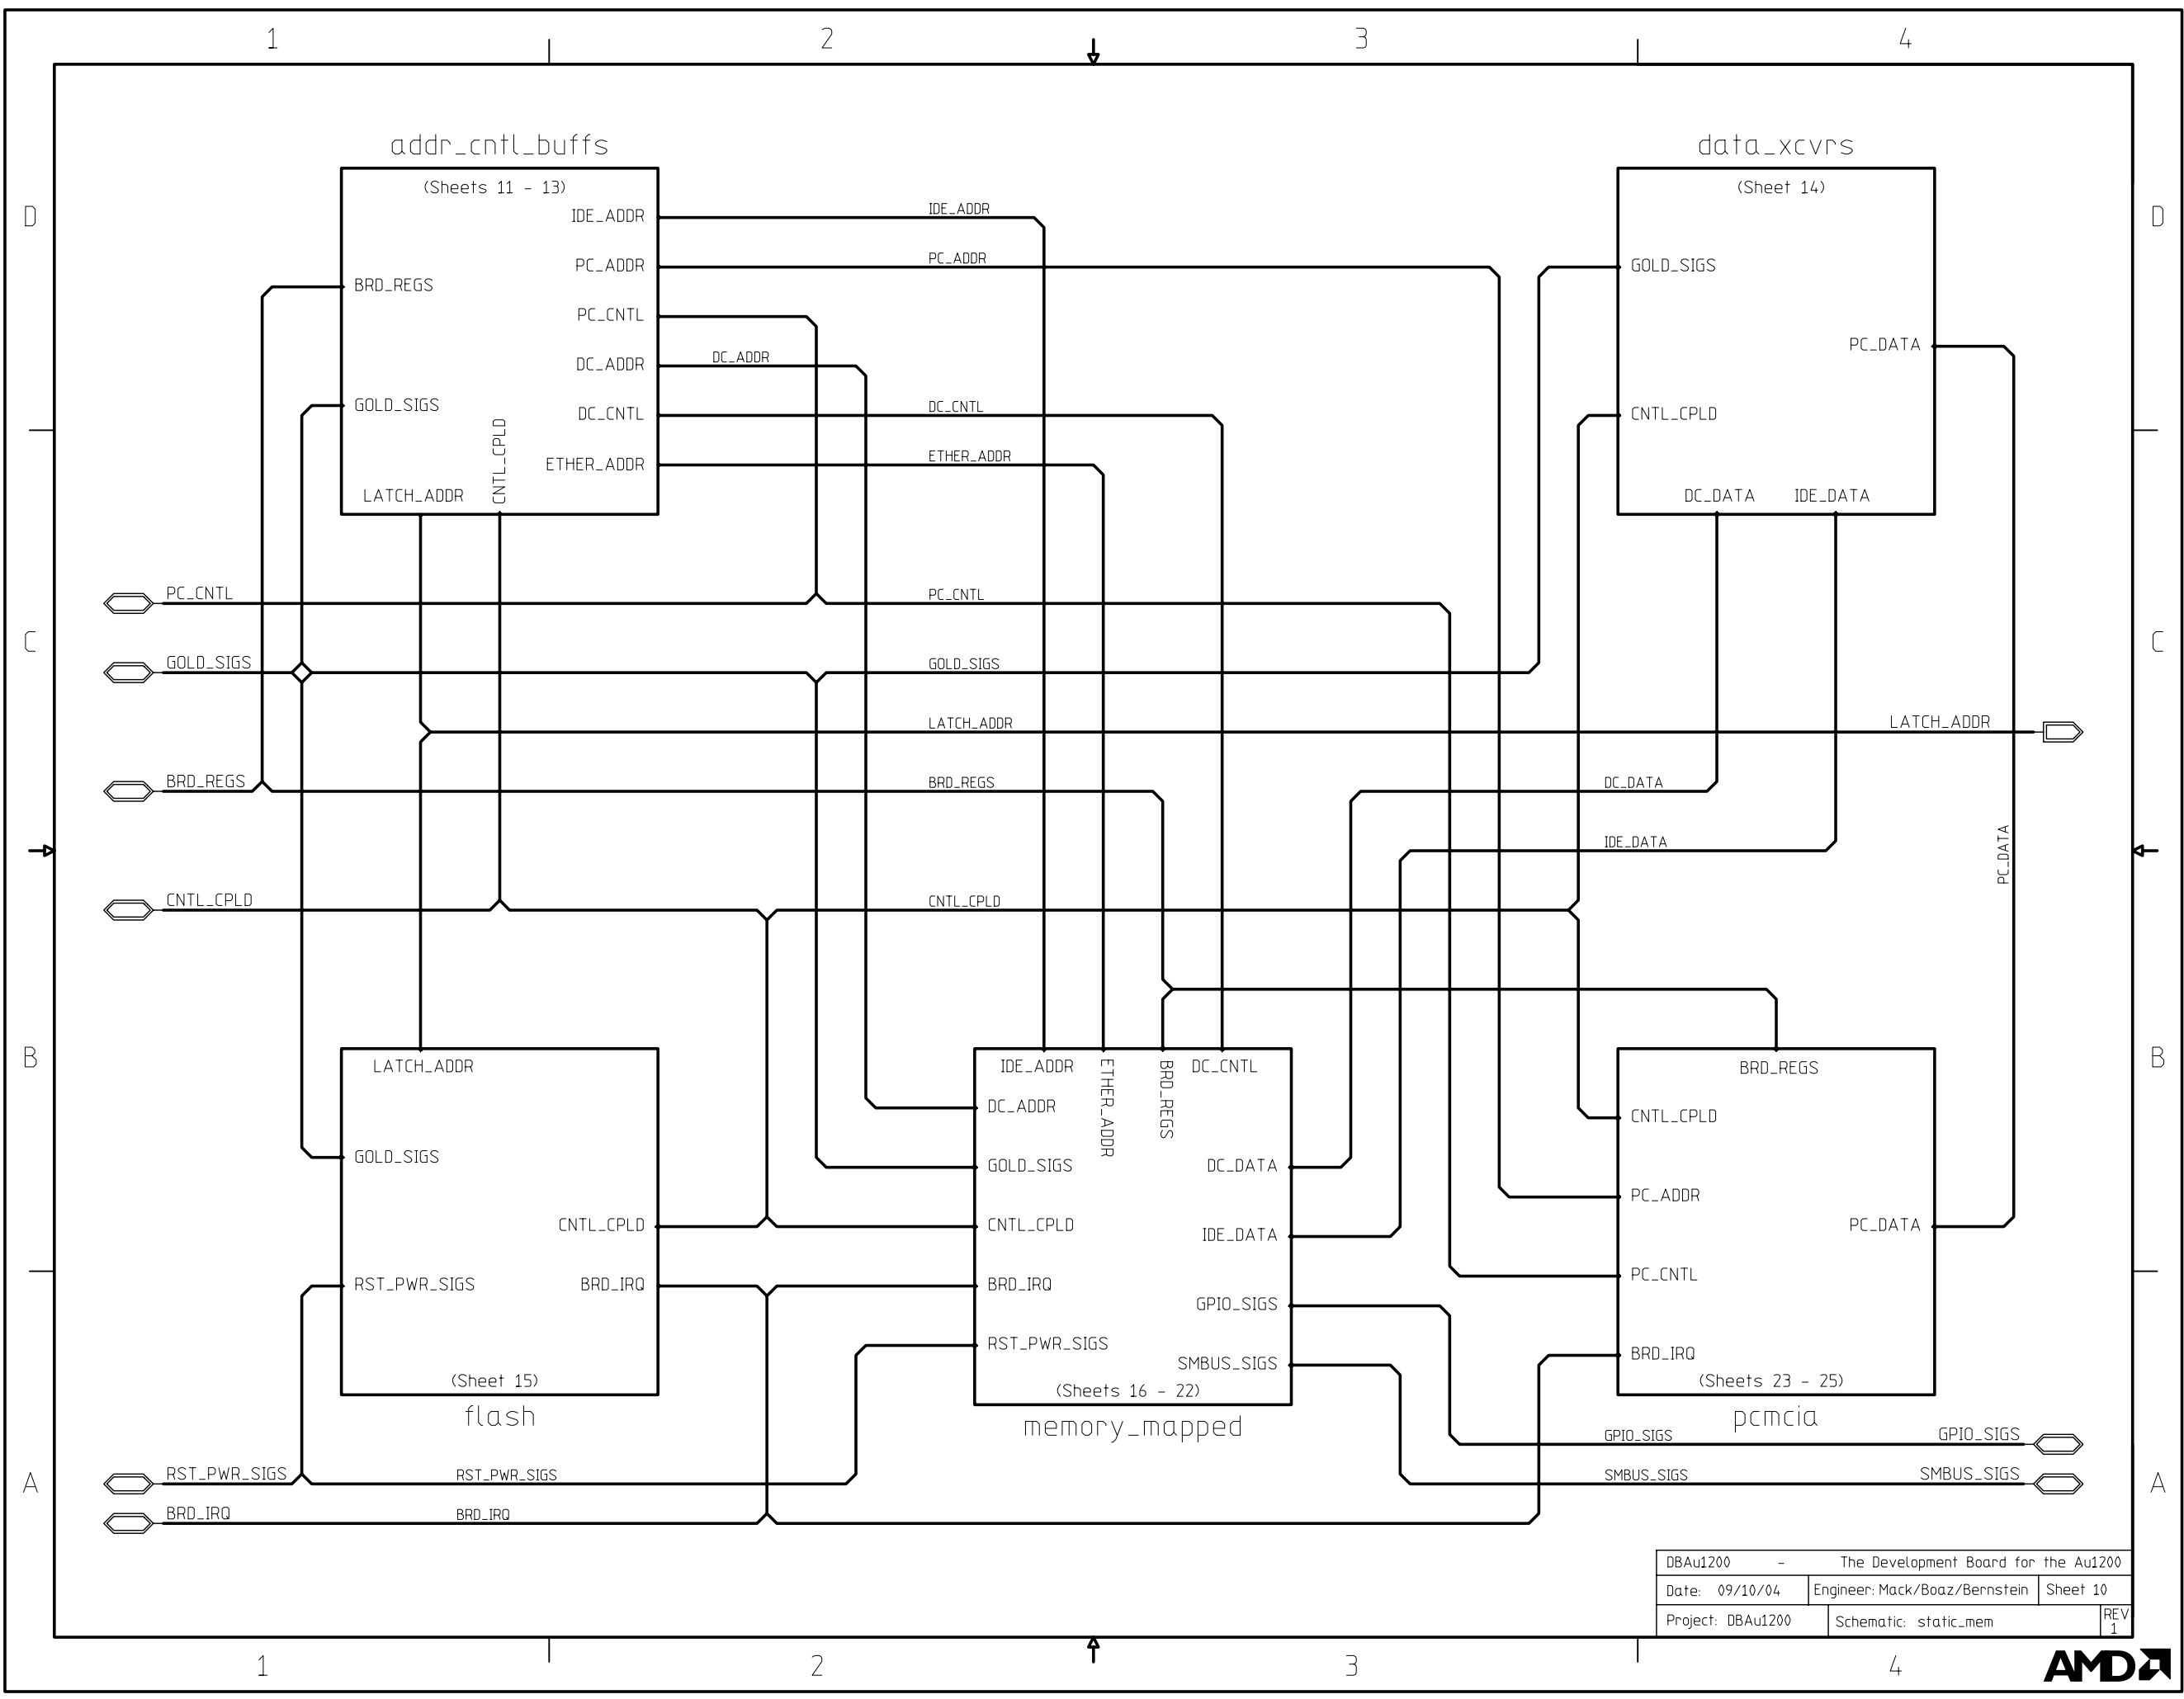 1 2 3 4
addr_cntl_buffs
data_xcvrs
(Sheets 11 - 13)
(Sheet 14)
D
D
IDE_ADDR
IDE_ADDR
PC_ADDR
PC_ADDR
GOLD_SIGS
BRD_REGS
PC_CNTL
PC_DATA
DC_ADDR
DC_ADDR
GOLD_SIGS
DC_CNTL
DC_CNTL
CNTL_CPLD
CNTL_CPLD
ETHER_ADDR
ETHER_ADDR
LATCH_ADDR
DC_DATA
IDE_DATA
PC_CNTL
PC_CNTL
C
C
GOLD_SIGS
GOLD_SIGS
LATCH_ADDR
LATCH_ADDR
BRD_REGS
BRD_REGS
DC_DATA
IDE_DATA
PC_DATA
CNTL_CPLD
CNTL_CPLD
B
B
LATCH_ADDR
IDE_ADDR
ETHER_ADDR
BRD_REGS
DC_CNTL
BRD_REGS
DC_ADDR
CNTL_CPLD
GOLD_SIGS
GOLD_SIGS
DC_DATA
PC_ADDR
CNTL_CPLD
CNTL_CPLD
IDE_DATA
PC_DATA
RST_PWR_SIGS
BRD_IRQ
BRD_IRQ
PC_CNTL
GPIO_SIGS
RST_PWR_SIGS
SMBUS_SIGS
BRD_IRQ
(Sheet 15)
(Sheets 16 - 22)
(Sheets 23 - 25)
flash
memory_mapped
pcmcia
GPIO_SIGS
GPIO_SIGS
A
A
RST_PWR_SIGS
RST_PWR_SIGS
SMBUS_SIGS
SMBUS_SIGS
BRD_IRQ
BRD_IRQ
DBAu1200 - The Development Board for the Au1200
Date: 09/10/04 Engineer: Mack/Boaz/Bernstein Sheet 10
Project: DBAu1200 Schematic: static_mem REV
1
1 2 3 4
AMD